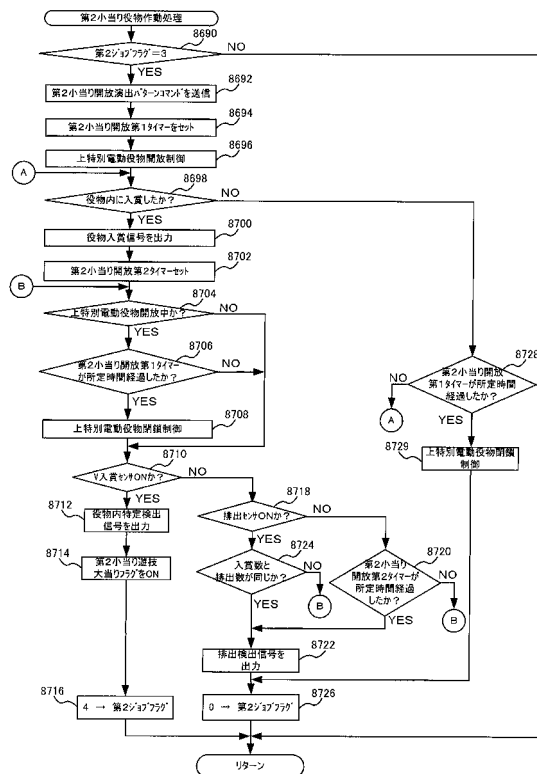 第2小当り役物作動処理
8690
第2ｼﾞｮﾌﾞﾌﾗｸﾞ=3
NO
YES
8692
第2小当り開放演出ﾊﾟﾀｰﾝｺﾏﾝﾄﾞを送信
8694
第2小当り開放第1タイマーをセット
8696
上特別電動役物開放制御
A
8698
役物内に入賞したか？
NO
YES
8700
役物入賞信号を出力
8702
第2小当り開放第2タイマーセット
B
8704
上特別電動役物開放中か？
NO
YES
8706
第2小当り開放第1タイマー
が所定時間経過したか？
NO
YES
8728
第2小当り開放
第1タイマーが所定時間
経過したか？
NO
A
YES
8708
上特別電動役物閉鎖制御
8729
上特別電動役物閉鎖
制御
8710
V入賞ｾﾝｻONか？
NO
YES
8712
役物内特定検出
信号を出力
8718
排出ｾﾝｻONか？
NO
YES
8714
第2小当り遊技
大当りフラグをON
8724
入賞数と
排出数が同じか？
NO
B
YES
8720
第2小当り
開放第2タイマーが
所定時間経過
したか？
NO
B
YES
8722
排出検出信号を
出力
8716
4 → 第2ｼﾞｮﾌﾞﾌﾗｸﾞ
8726
0 → 第2ｼﾞｮﾌﾞﾌﾗｸﾞ
リターン